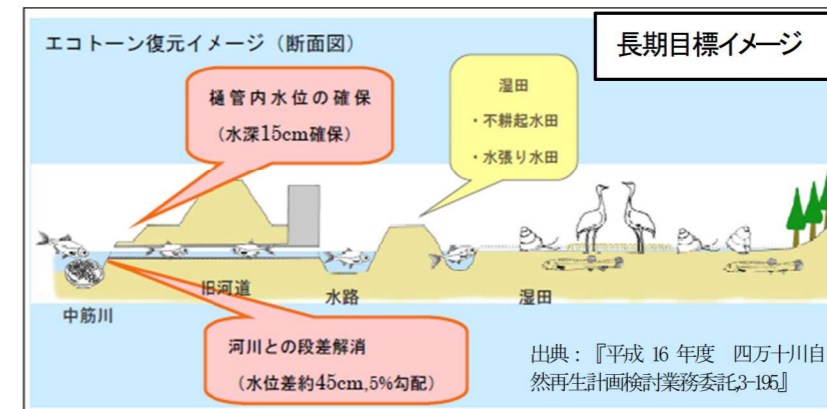 エコトーン復元イメージ（断面図）
長期目標イメージ
樋管内水位の確保
（水深15cm確保）
湿田
・不耕起水田
・水張り水田
中筋川
旧河道
水路
湿田
河川との段差解消
（水位差約45cm,5%勾配）
出典：『平成 16 年度　四万十川自
然再生計画検討業務委託,3-195』